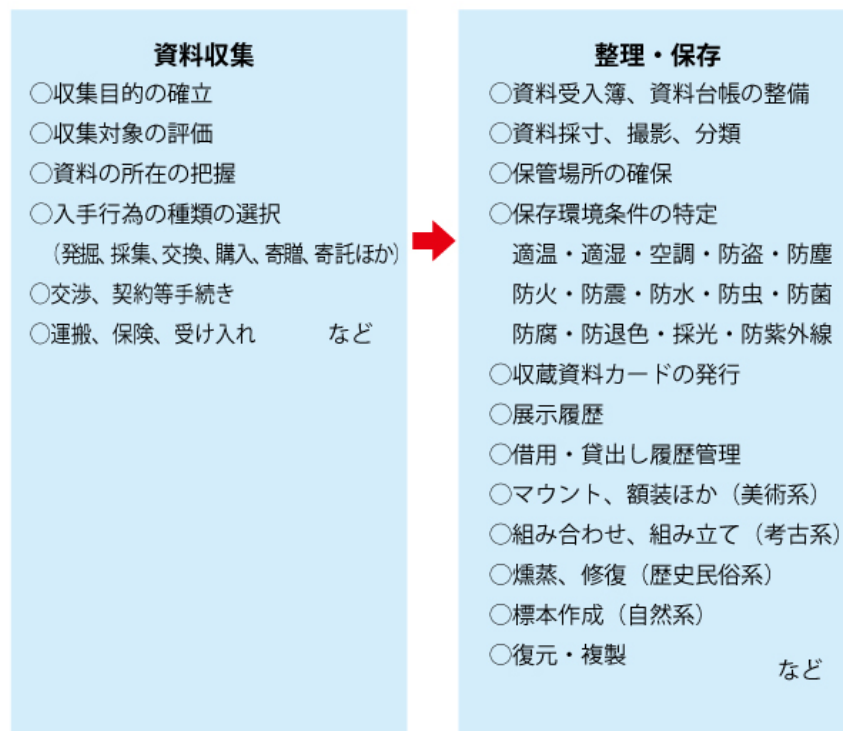 資料収集
○収集目的の確立
○収集対象の評価
○資料の所在の把握
○入手行為の種類の選択
（発掘、採集、交換、購入、寄贈、寄託ほか）
○交渉、契約等手続き
○運搬、保険、受け入れ　　　など
整理・保存
○資料受入簿、資料台帳の整備
○資料採寸、撮影、分類
○保管場所の確保
○保存環境条件の特定
適温・適湿・空調・防盗・防塵
防火・防震・防水・防虫・防菌
防腐・防退色・採光・防紫外線
○収蔵資料カードの発行
○展示履歴
○借用・貸出し履歴管理
○マウント、額装ほか（美術系）
○組み合わせ、組み立て（考古系）
○燻蒸、修復（歴史民俗系）
○標本作成（自然系）
○復元・複製
など